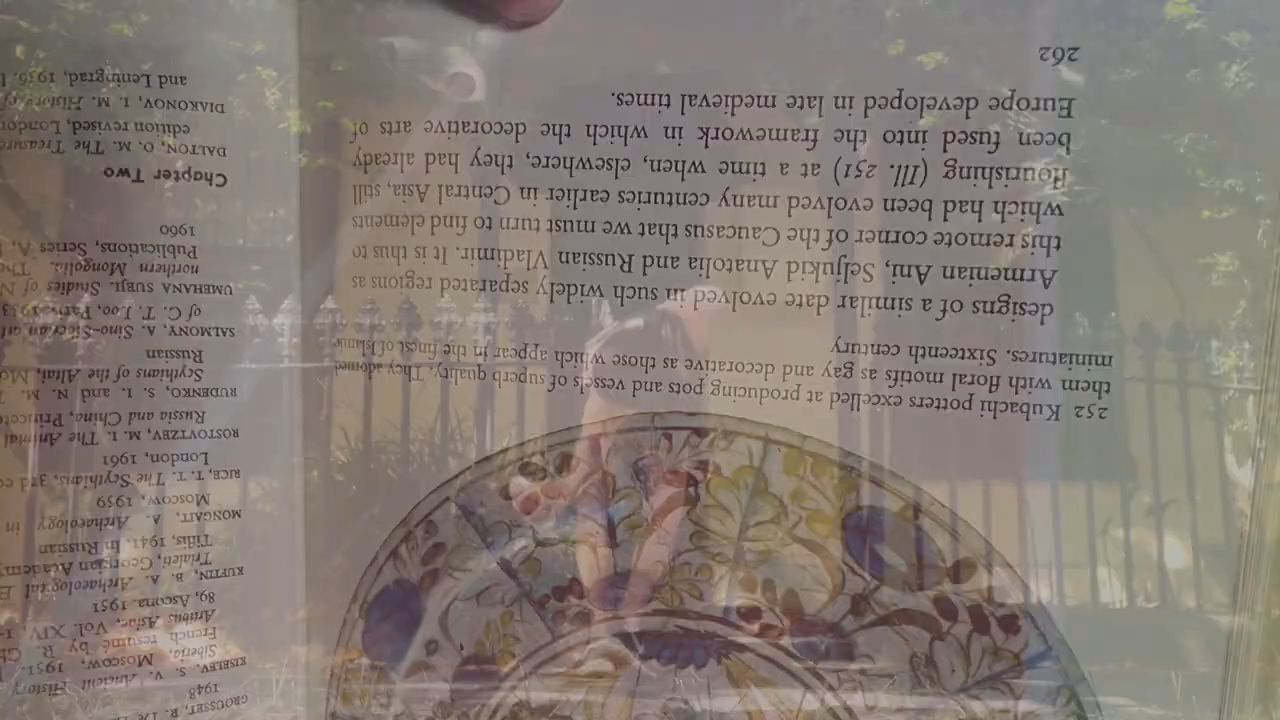 252 Kubachi potters excelled at producing pots and vessels of superb quality. They adorned
them with floral motifs as gay and decorative as those which appear in the finest of Islamic
miniatures. Sixteenth century
designs of a similar date evolved in such widely separated regions as
Armenian Ani, Seljukid Anatolia and Russian Vladimir. It is thus to
this remote corner of the Caucasus that we must turn to find elements
which had been evolved many centuries earlier in Central Asia, still
flourishing (Ill. 251) at a time when, elsewhere, they had already
been fused into the framework in which the decorative arts of
Europe developed in late medieval times.
262
GROUSSET, R.
1948
KISELEV, S. V. Ancient History
Siberia, Moscow, 1951.
French resumé by R.
Artibus Asiae, Vol. XIV,
89, Ascona. 1951
KUFTIN, B. A. Archaeological E
Trialeti, Georgian Academy
Tiflis, 1941. In Russian
MONGAIT, A. Archaeology in
Moscow, 1959
RICE, T. T. The Scythians, 3rd ed
London, 1961
ROSTOVTZEV, M. I. The Animal
Russia and China, Princeto
RUDENKO, S. I. and N. M.
Scythians of the Altai, Mo
Russian
SALMONY, A. Sino-Siberian art
of C. T. Loo, Paris, 1933
UMEHARA SUEJI. Studies of N
northern Mongolia. The
Publications, Series A,
1960
Chapter Two
DALTON, O. M. The Treasure
edition revised, London
DIAKONOV, I. M. History of
and Leningrad, 1956.